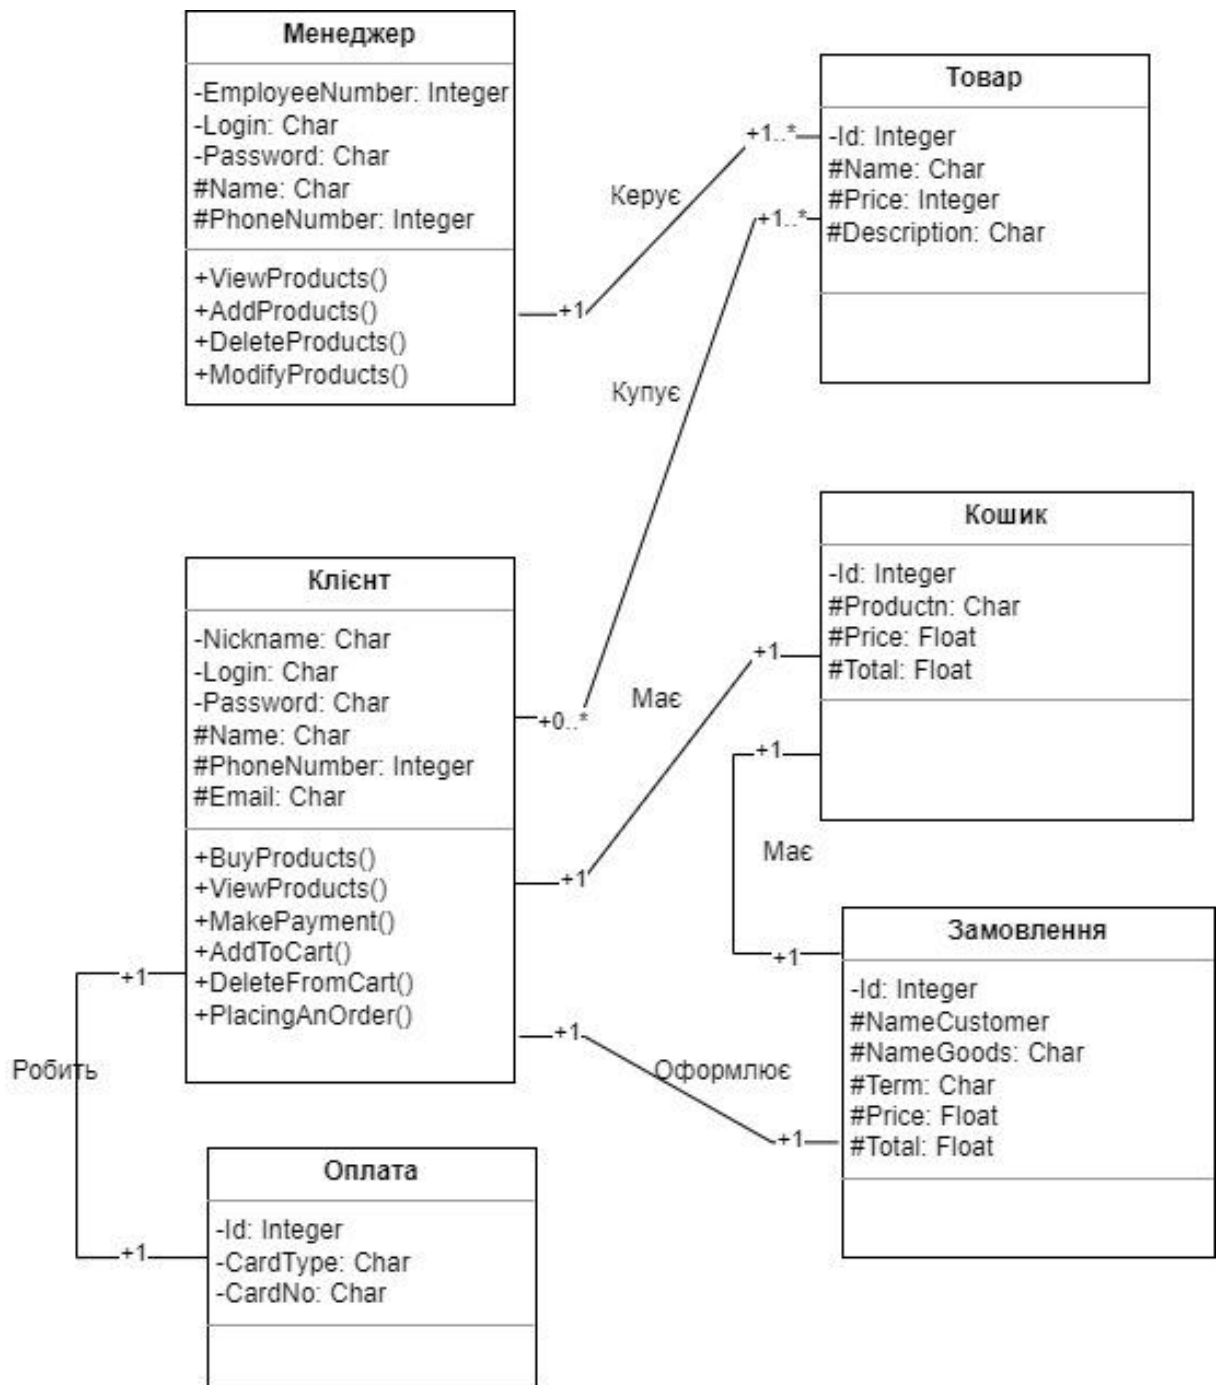 Менеджер
-EmployeeNumber: Integer
-Login: Char
-Password: Char
#Name: Char
#PhoneNumber: Integer
+ViewProducts()
+AddProducts()
+DeleteProducts()
+ModifyProducts()
Товар
-Id: Integer
#Name: Char
#Price: Integer
#Description: Char
+1..*
Керує
+1
+1..*
Купує
+0..*
Клієнт
-Nickname: Char
-Login: Char
-Password: Char
#Name: Char
#PhoneNumber: Integer
#Email: Char
+BuyProducts()
+ViewProducts()
+MakePayment()
+AddToCart()
+DeleteFromCart()
+PlacingAnOrder()
Кошик
-Id: Integer
#Productn: Char
#Price: Float
#Total: Float
+1
Має
+1
+1
Має
+1
Замовлення
-Id: Integer
#NameCustomer
#NameGoods: Char
#Term: Char
#Price: Float
#Total: Float
+1
Оформлює
+1
+1
Робить
+1
Оплата
-Id: Integer
-CardType: Char
-CardNo: Char